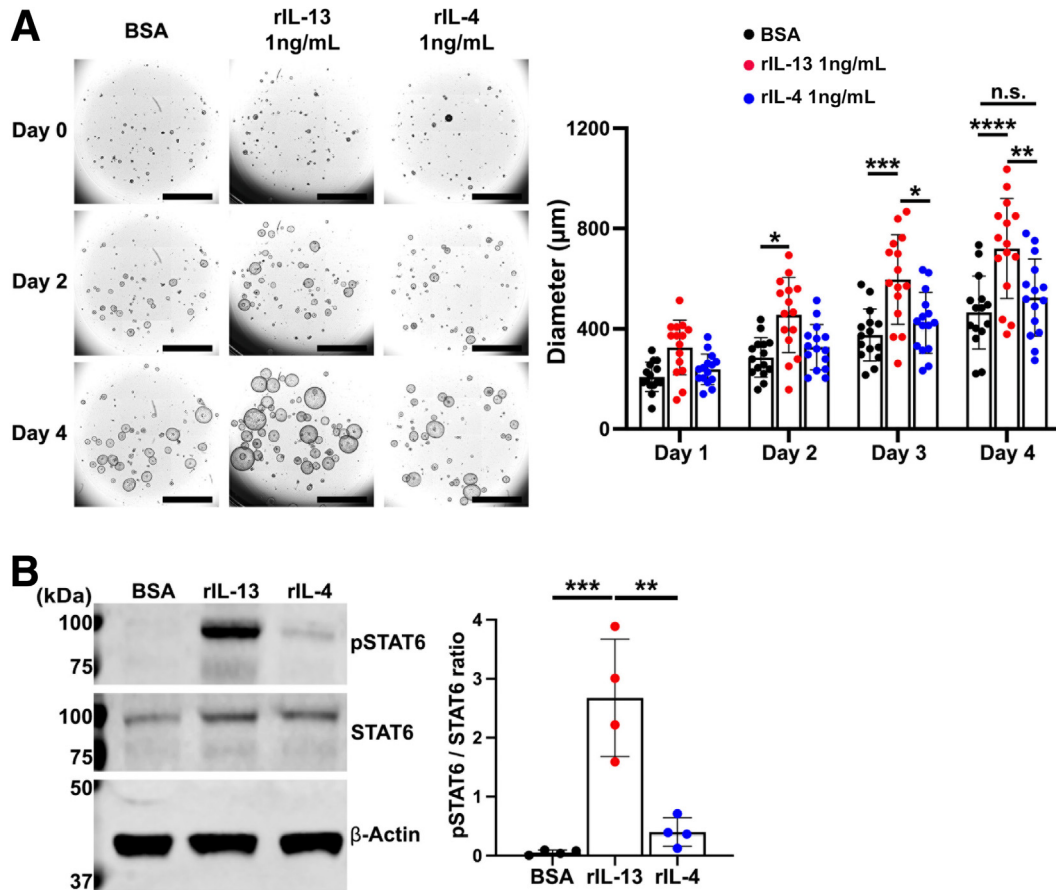 A
BSA
rIL-13
1ng/mL
rIL-4
1ng/mL
Day 0
Day 2
Day 4
BSA
rIL-13 1ng/mL
rIL-4 1ng/mL
n.s.
**** **
*** *
*
Diameter (µm)
1200
800
400
0
Day 1 Day 2 Day 3 Day 4
B
(kDa) BSA rIL-13 rIL-4
100
75
pSTAT6
100
75
STAT6
50
37
β-Actin
*** **
pSTAT6 / STAT6 ratio
4
3
2
1
0
BSA rIL-13 rIL-4